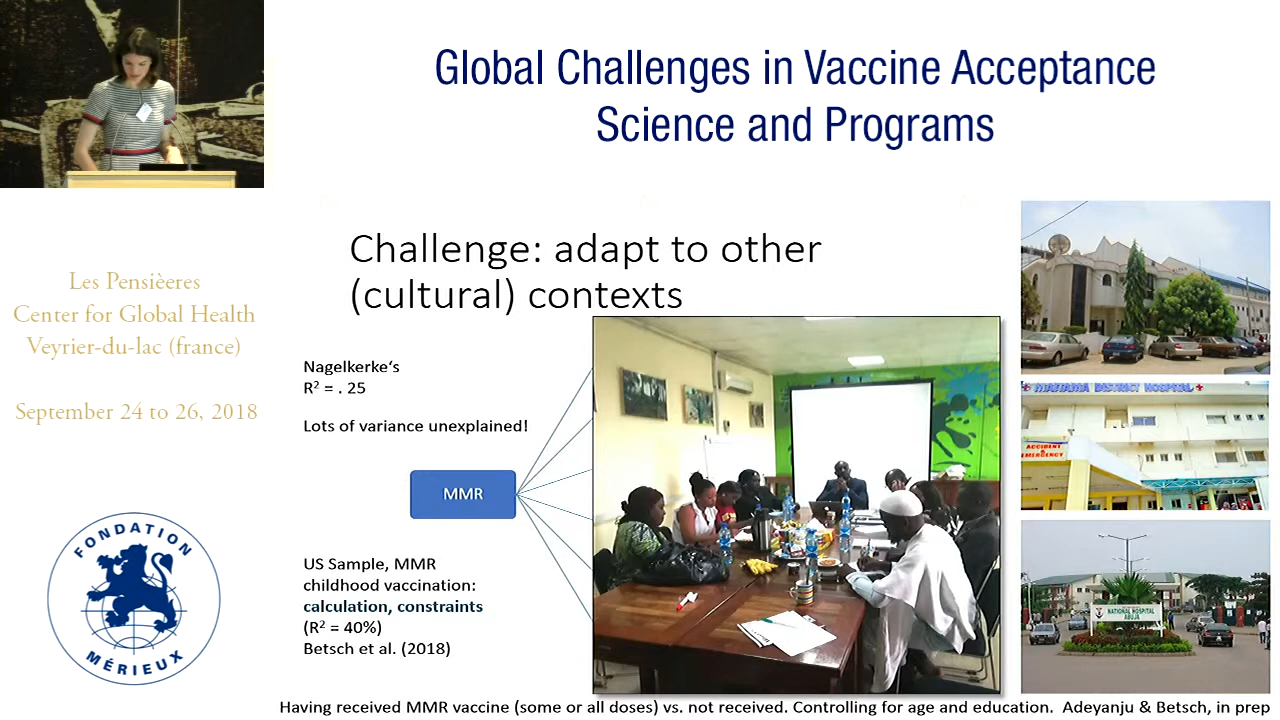 Global Challenges in Vaccine Acceptance
Science and Programs
Les Pensièeres
Center for Global Health
Veyrier-du-lac (france)
September 24 to 26, 2018
FONDATION
MÉRIEUX
Challenge: adapt to other
(cultural) contexts
Nagelkerke‘s
R² = . 25
Lots of variance unexplained!
MMR
US Sample, MMR
childhood vaccination:
calculation, constraints
(R² = 40%)
Betsch et al. (2018)
MAITAMA DISTRICT HOSPITAL
ACCIDENT
&
EMERGENCY
NATIONAL HOSPITAL
ABUJA
Having received MMR vaccine (some or all doses) vs. not received. Controlling for age and education. Adeyanju & Betsch, in prep